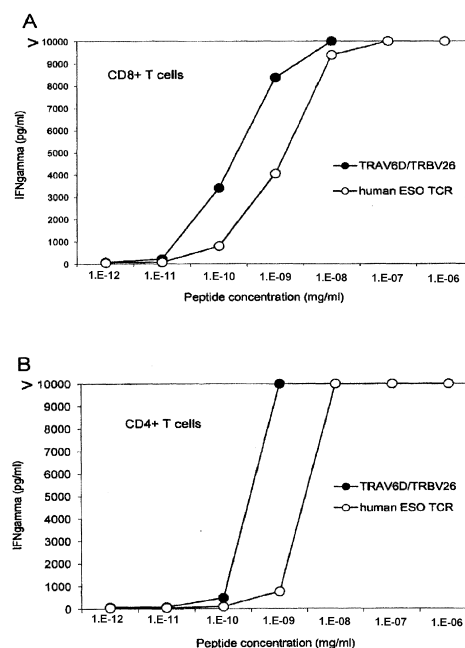 A
>
10000
9000
8000
7000
6000
5000
4000
3000
2000
1000
0
IFNgamma (pg/ml)
CD8+ T cells
TRAV6D/TRBV26
human ESO TCR
1.E-12 1.E-11 1.E-10 1.E-09 1.E-08 1.E-07 1.E-06
Peptide concentration (mg/ml)
B
>
10000
9000
8000
7000
6000
5000
4000
3000
2000
1000
0
IFNgamma (pg/ml)
CD4+ T cells
TRAV6D/TRBV26
human ESO TCR
1.E-12 1.E-11 1.E-10 1.E-09 1.E-08 1.E-07 1.E-06
Peptide concentration (mg/ml)